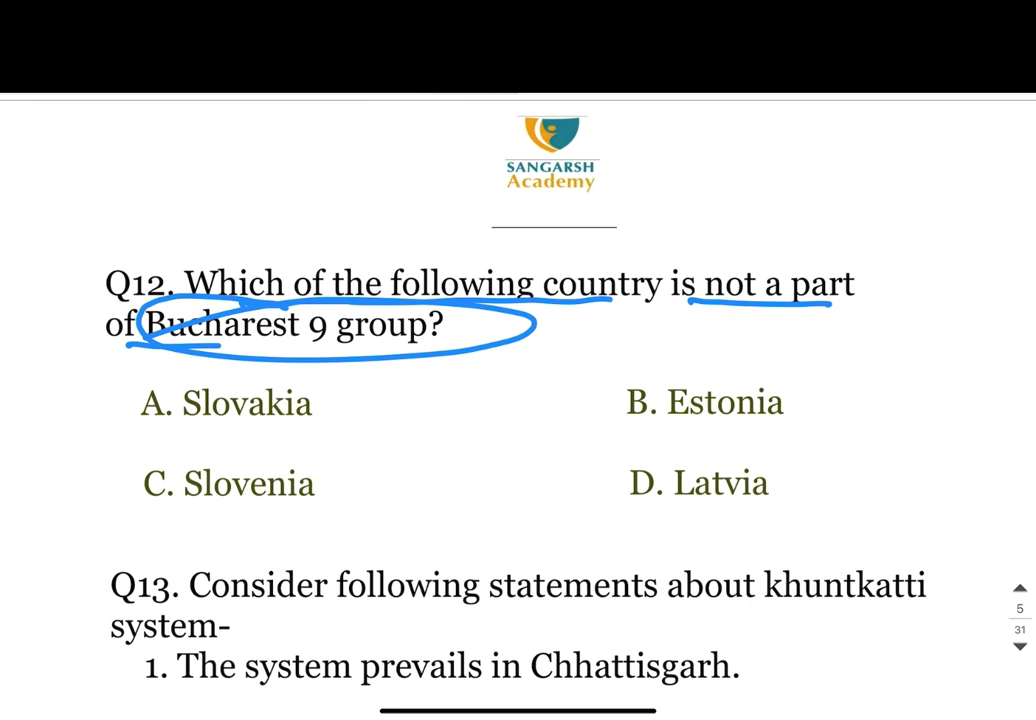 SANGARSH
Academy
Q12. Which of the following country is not a part
of Bucharest 9 group?
A. Slovakia
B. Estonia
C. Slovenia
D. Latvia
Q13. Consider following statements about khuntkatti
system-
1. The system prevails in Chhattisgarh.
5
31